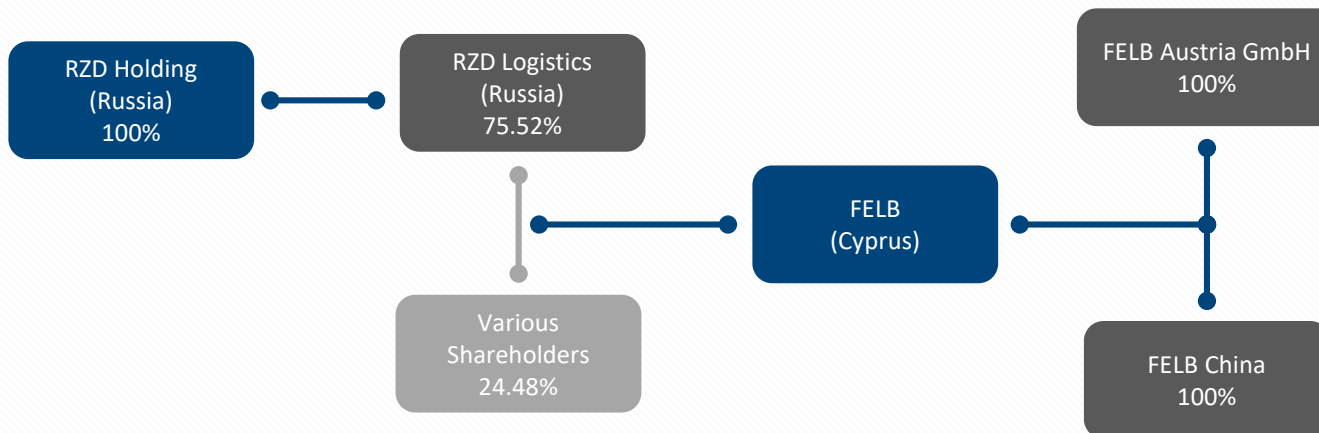 RZD Holding
(Russia)
100%
RZD Logistics
(Russia)
75.52%
Various
Shareholders
24.48%
FELB
(Cyprus)
FELB Austria GmbH
100%
FELB China
100%